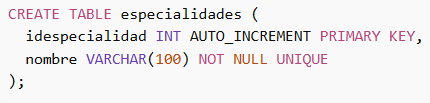 CREATE TABLE especialidades (
  idespecialidad INT AUTO_INCREMENT PRIMARY KEY,
  nombre VARCHAR(100) NOT NULL UNIQUE
);